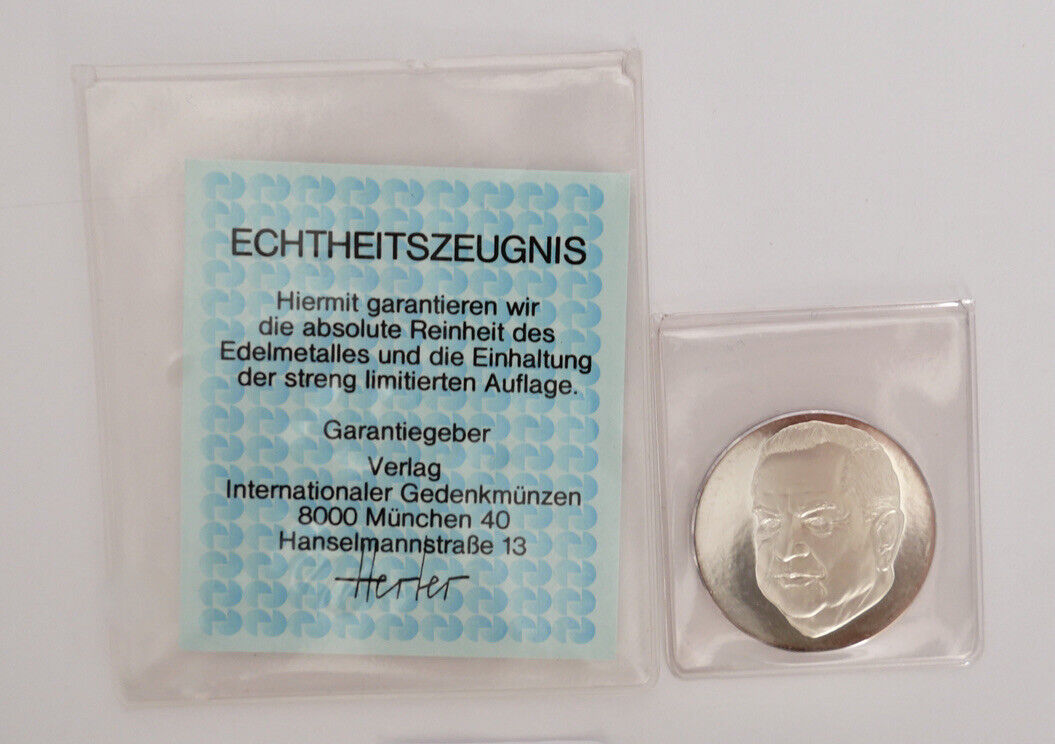 ECHTHEITSZEUGNIS
Hiermit garantieren wir
die absolute Reinheit des
Edelmetalles und die Einhaltung
der streng limitierten Auflage.
Garantiegeber
Verlag
Internationaler Gedenkmünzen
8000 München 40
Hanselmannstraße 13
Herter